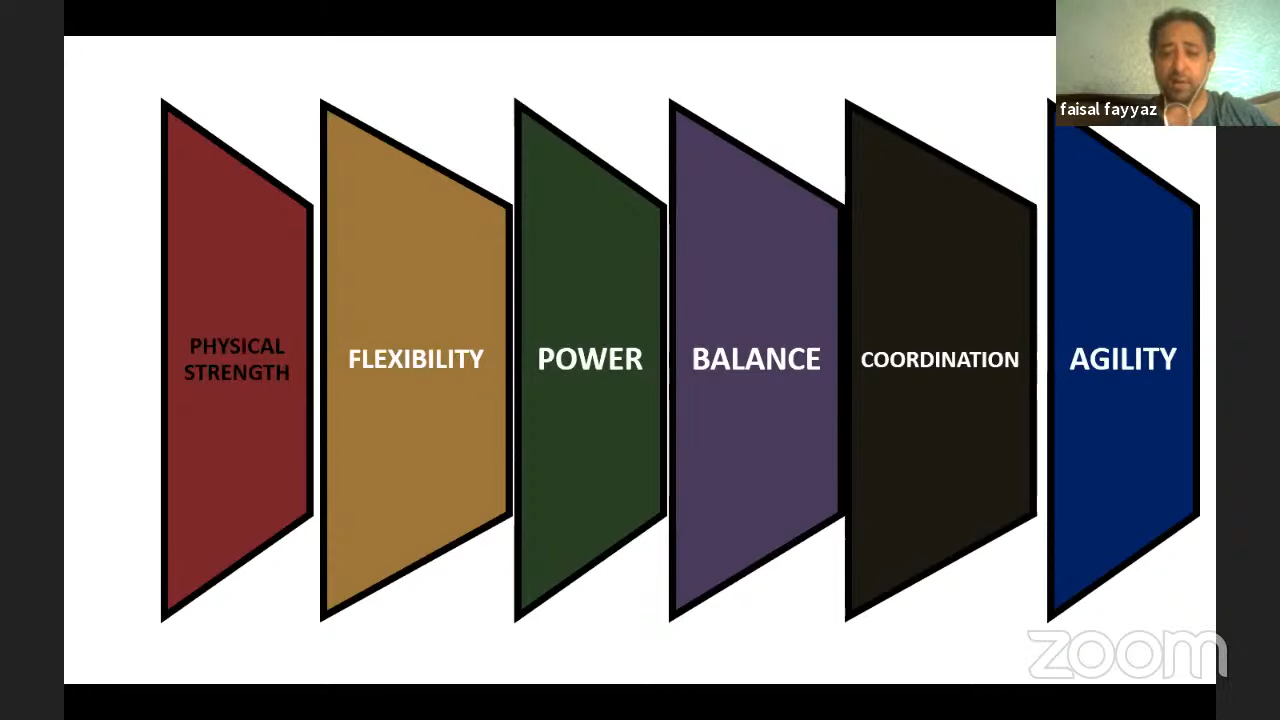 faisal fayyaz
PHYSICAL
STRENGTH
FLEXIBILITY
POWER
BALANCE
COORDINATION
AGILITY
zoom